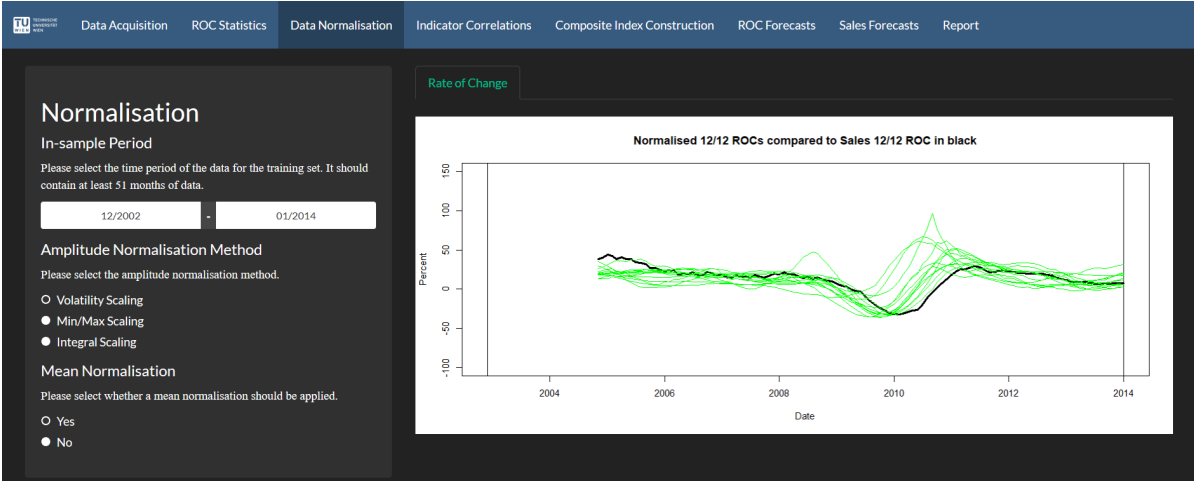 TU
WIEN
TECHNISCHE
UNIVERSITÄT
WIEN
Data Acquisition
ROC Statistics
Data Normalisation
Indicator Correlations
Composite Index Construction
ROC Forecasts
Sales Forecasts
Report
Normalisation
In-sample Period
Please select the time period of the data for the training set. It should
contain at least 51 months of data.
12/2002 - 01/2014
Amplitude Normalisation Method
Please select the amplitude normalisation method.
Volatility Scaling
Min/Max Scaling
Integral Scaling
Mean Normalisation
Please select whether a mean normalisation should be applied.
Yes
No
Rate of Change
Normalised 12/12 ROCs compared to Sales 12/12 ROC in black
Percent
150
100
50
0
-50
-100
2004 2006 2008 2010 2012 2014
Date